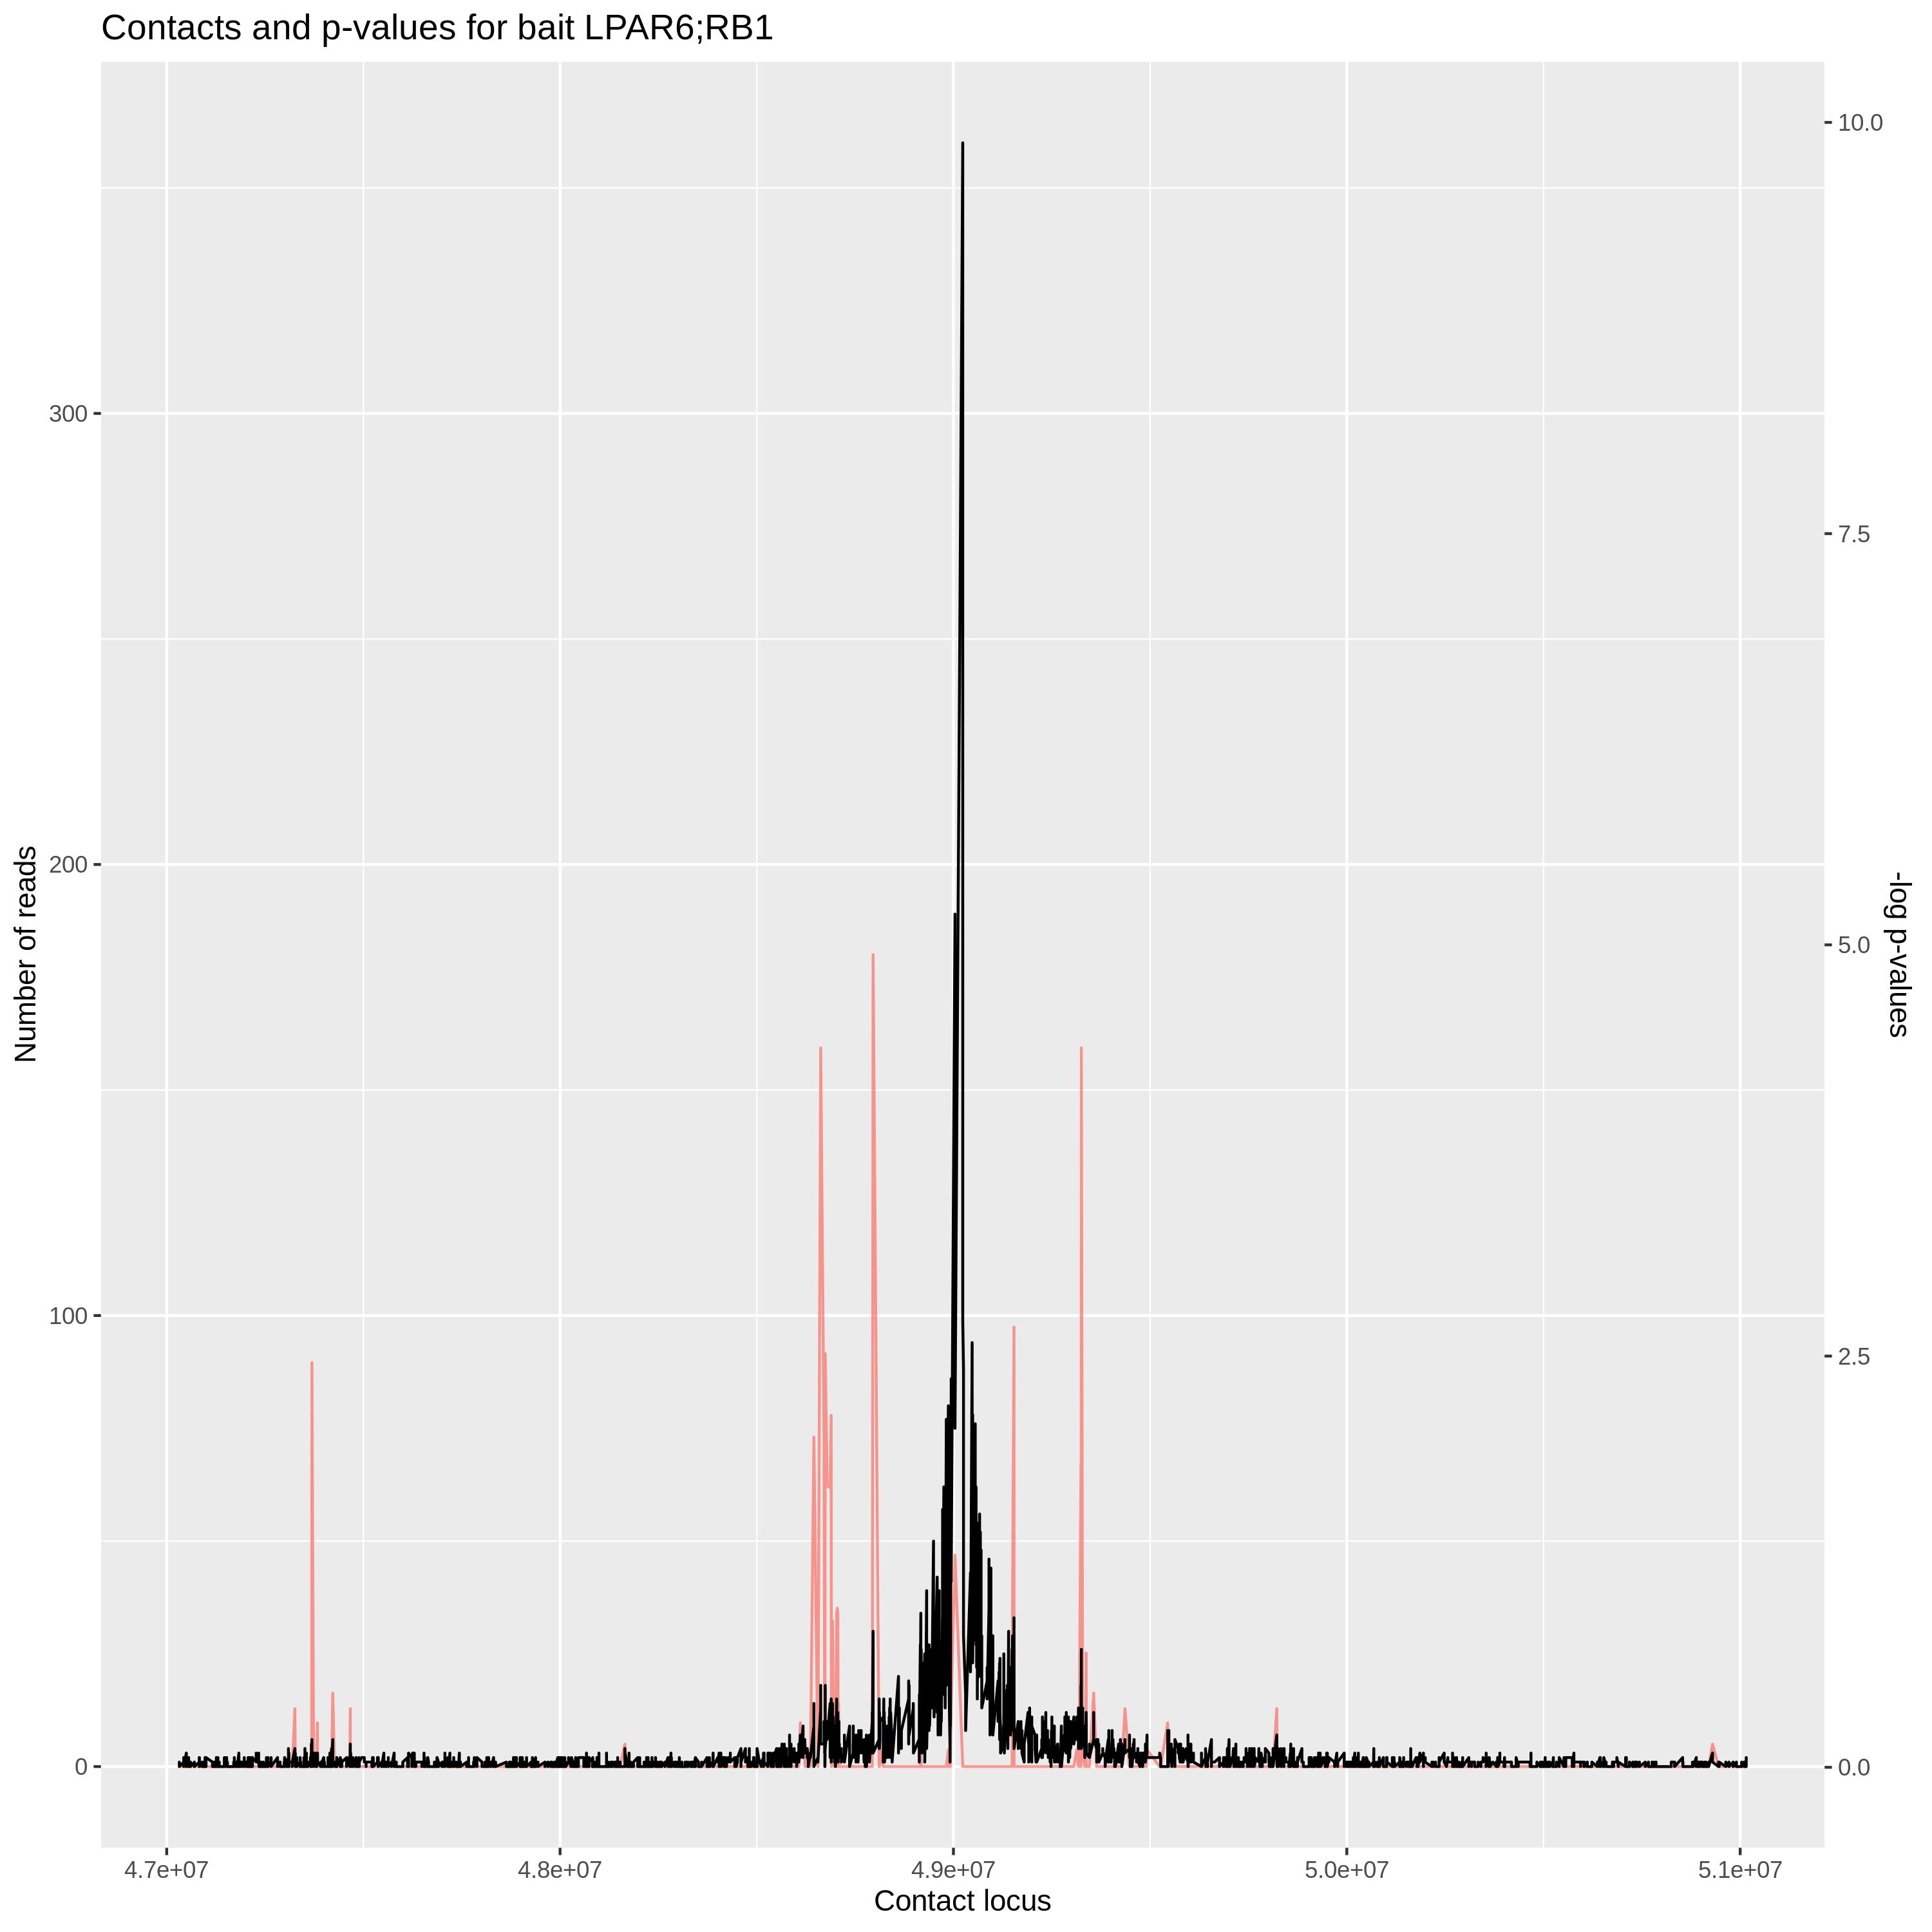 Contacts and p-values for bait LPAR6;RB1
Number of reads
300
200
100
0
10.0
7.5
5.0
2.5
0.0
-log p-values
4.7e+07 4.8e+07 4.9e+07 5.0e+07 5.1e+07
Contact locus